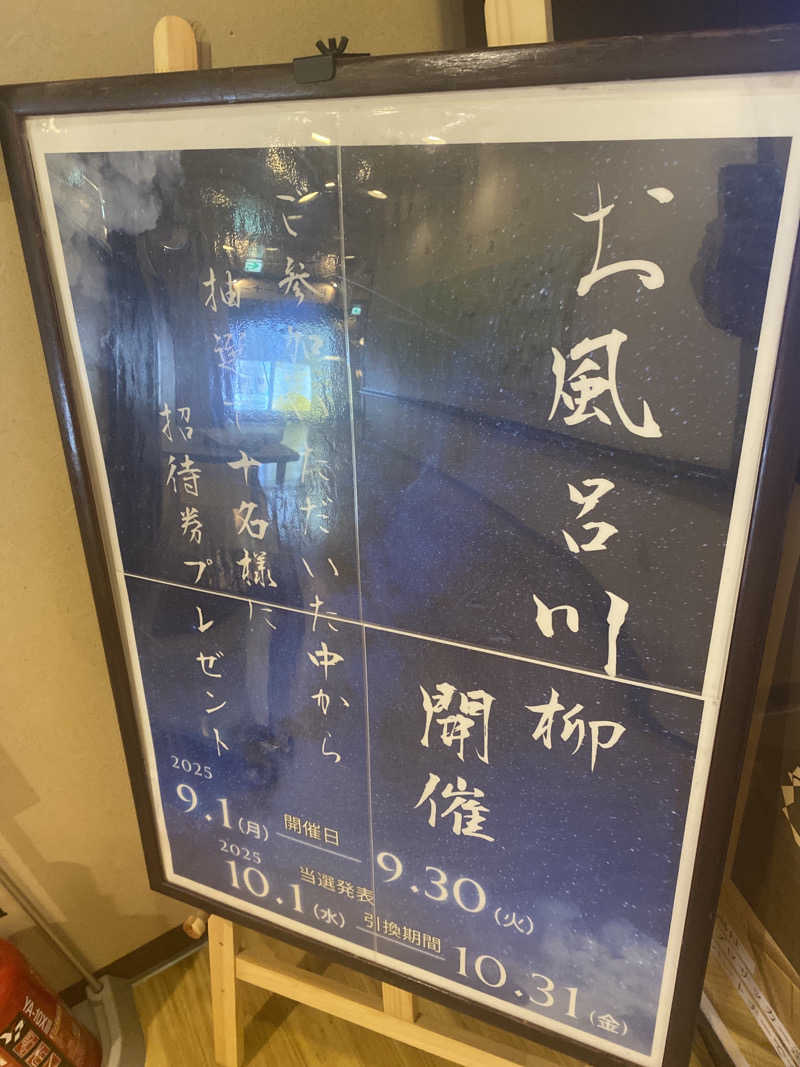 お風呂川柳
開催
ご参加いただいた中から
抽選で十名様に
招待券プレゼント
2025
9.1(月)
開催日
9.30(火)
2025
10.1(水)
当選発表
引換期間
10.31(金)
YA-10X